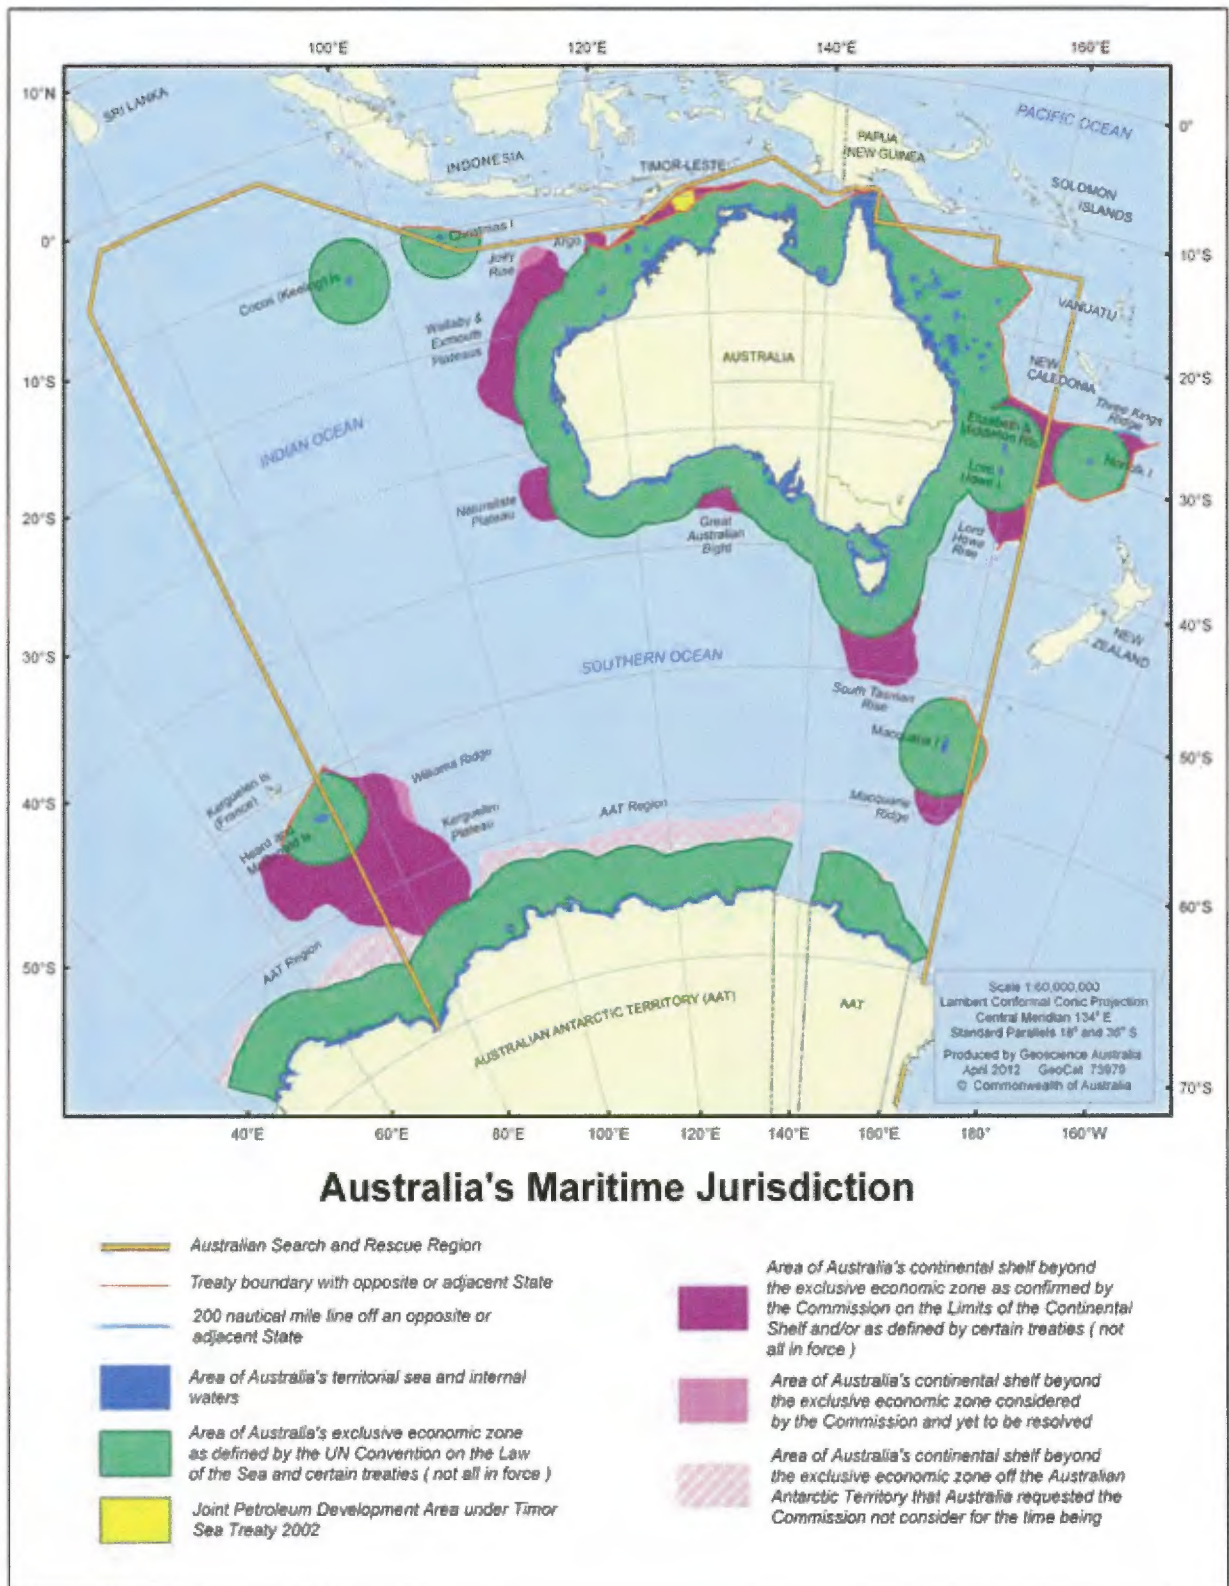 100°E 120°E 140°E 160°E
10°N
SRI LANKA
PACIFIC OCEAN
0°
PAPUA
NEW GUINEA
INDONESIA
TIMOR-LESTE
SOLOMON
ISLANDS
0°
Christmas I
Argo
Joey
Rise
10°S
Cocos (Keeling) Is
VANUATU
Wallaby &
Exmouth
Plateaus
AUSTRALIA
NEW
CALEDONIA
20°S
10°S
Three Kings
Ridge
Elizabeth &
Middleton Rfs
INDIAN OCEAN
Lord
Howe I
Norfolk I
30°S
Naturaliste
Plateau
20°S
Great
Australian
Bight
Lord
Howe
Rise
40°S
NEW
ZEALAND
30°S
SOUTHERN OCEAN
South Tasman
Rise
Macquarie I
50°S
Williams Ridge
Kerguelen Is
(France)
40°S
Kerguelen
Plateau
AAT Region
Macquarie
Ridge
Heard and
McDonald Is
60°S
AAT Region
50°S
AUSTRALIAN ANTARCTIC TERRITORY (AAT)
AAT
Scale 1:60,000,000
Lambert Conformal Conic Projection
Central Meridian 134° E
Standard Parallels 18° and 36° S
Produced by Geoscience Australia
April 2012 GeoCat 73979
© Commonwealth of Australia
70°S
40°E 60°E 80°E 100°E 120°E 140°E 160°E 180° 160°W
Australia's Maritime Jurisdiction
Australian Search and Rescue Region
Treaty boundary with opposite or adjacent State
200 nautical mile line off an opposite or
adjacent State
Area of Australia's territorial sea and internal
waters
Area of Australia's exclusive economic zone
as defined by the UN Convention on the Law
of the Sea and certain treaties ( not all in force )
Joint Petroleum Development Area under Timor
Sea Treaty 2002
Area of Australia's continental shelf beyond
the exclusive economic zone as confirmed by
the Commission on the Limits of the Continental
Shelf and/or as defined by certain treaties ( not
all in force )
Area of Australia's continental shelf beyond
the exclusive economic zone considered
by the Commission and yet to be resolved
Area of Australia's continental shelf beyond
the exclusive economic zone off the Australian
Antarctic Territory that Australia requested the
Commission not consider for the time being